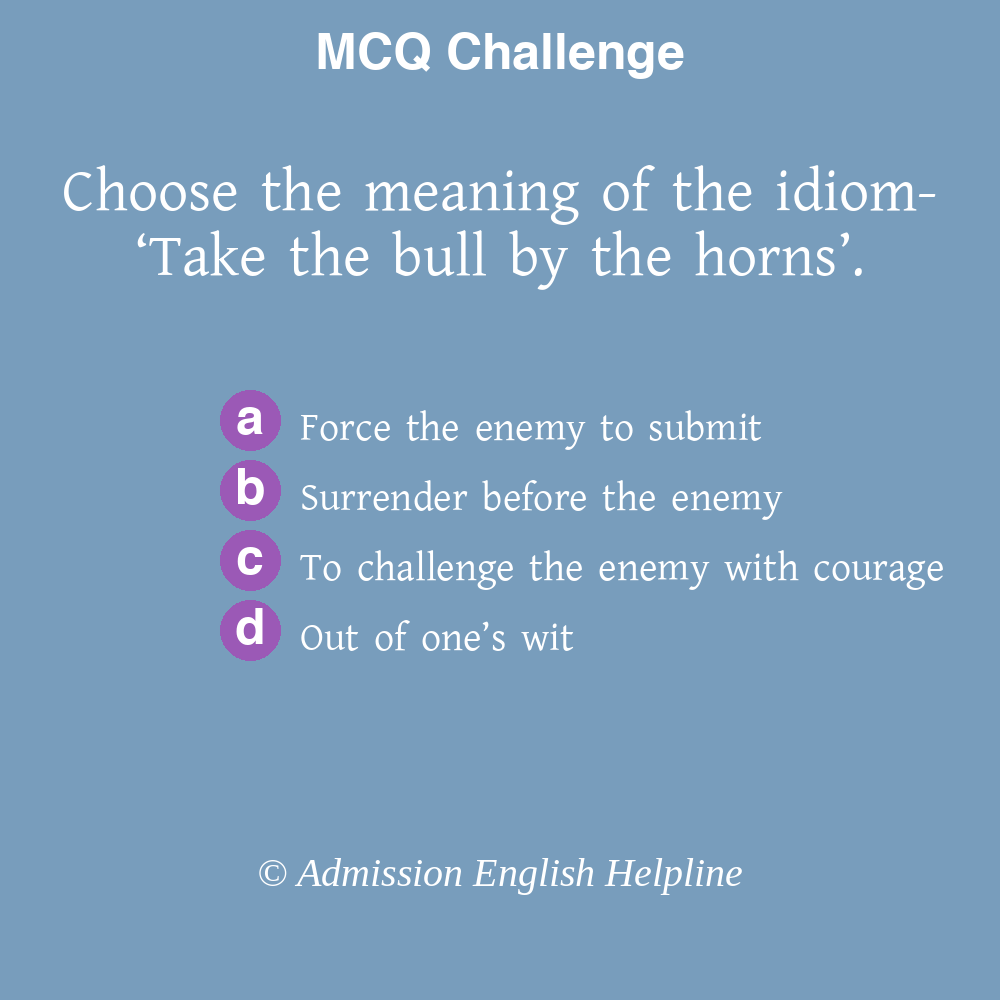 MCQ Challenge
Choose the meaning of the idiom-
‘Take the bull by the horns’.
a Force the enemy to submit
b Surrender before the enemy
c To challenge the enemy with courage
d Out of one’s wit
© Admission English Helpline